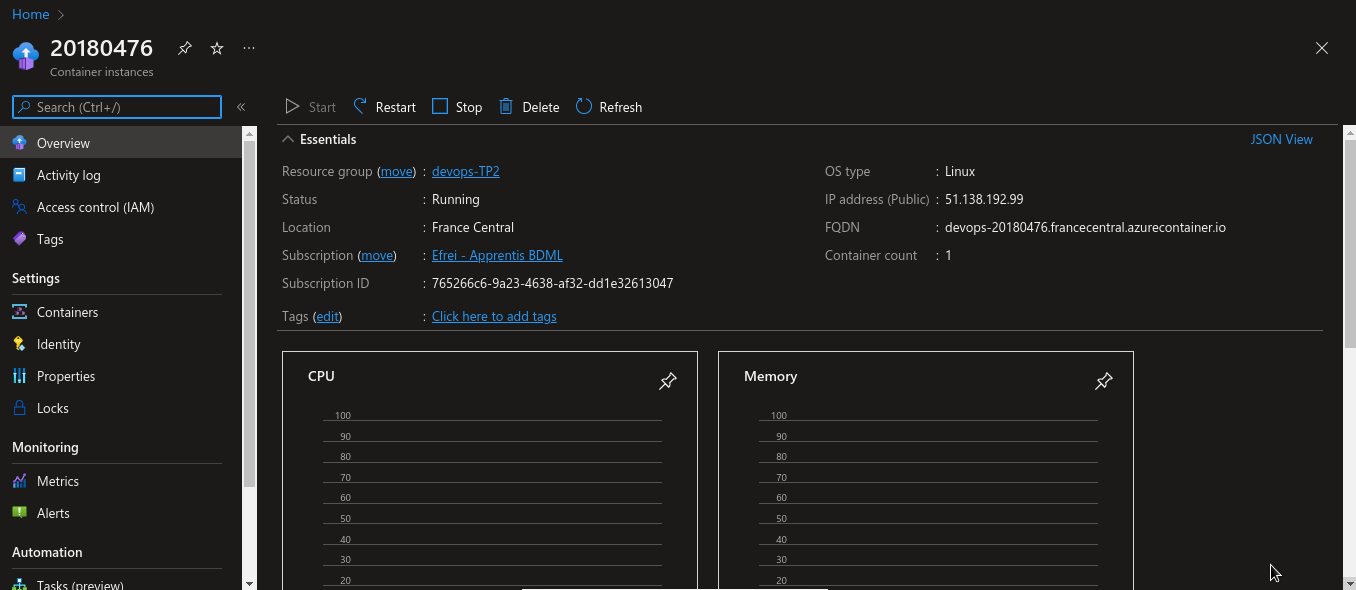 Home
20180476
Container instances
Search (Ctrl+/)
Start Restart Stop Delete Refresh
Overview
Activity log
Access control (IAM)
Tags
Settings
Containers
Identity
Properties
Locks
Monitoring
Metrics
Alerts
Automation
Tasks (preview)
Essentials
JSON View
Resource group (move) : devops-TP2
Status : Running
Location : France Central
Subscription (move) : Efrei - Apprentis BDML
Subscription ID : 765266c6-9a23-4638-af32-dd1e32613047
Tags (edit) : Click here to add tags
OS type : Linux
IP address (Public) : 51.138.192.99
FQDN : devops-20180476.francecentral.azurecontainer.io
Container count : 1
CPU
100
90
80
70
60
50
40
30
20
Memory
100
90
80
70
60
50
40
30
20